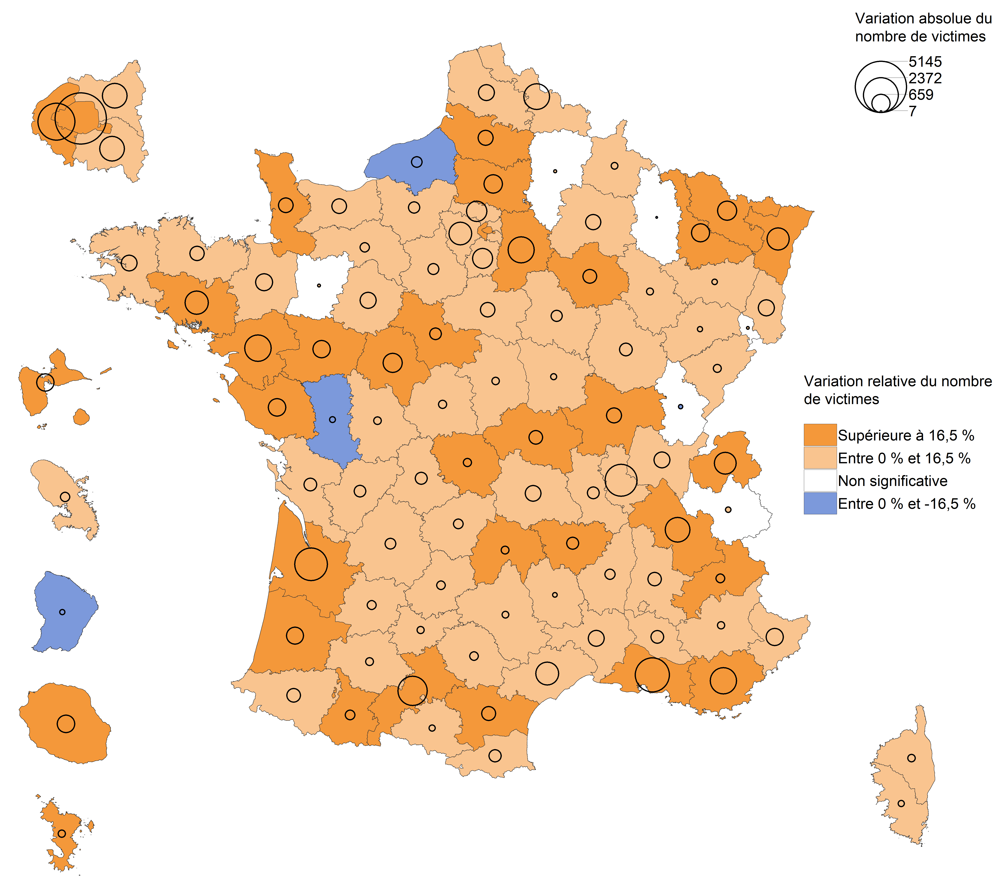 Variation absolue du
nombre de victimes
5145
2372
659
7
Variation relative du nombre
de victimes
Supérieure à 16,5 %
Entre 0 % et 16,5 %
Non significative
Entre 0 % et -16,5 %